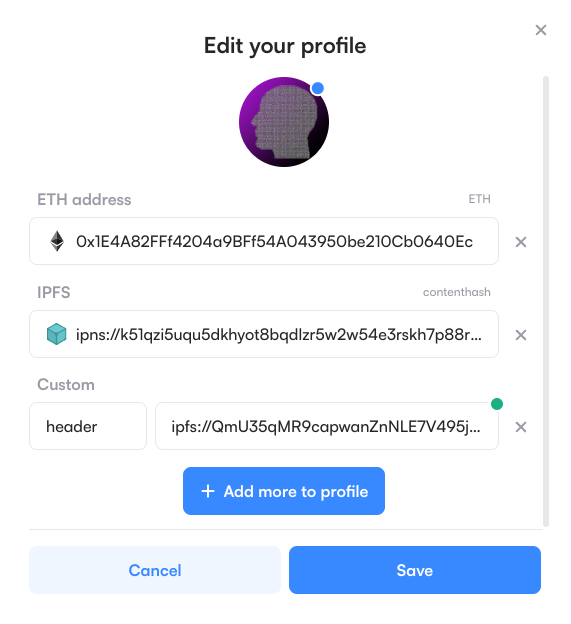 Edit your profile
ETH address ETH
0x1E4A82FFf4204a9BFf54A043950be210Cb0640Ec
IPFS contenthash
ipns://k51qzi5uqu5dkhyot8bqdlzr5w2w54e3rskh7p88r...
Custom
header ipfs://QmU35qMR9capwanZnNLE7V495j...
+ Add more to profile
Cancel Save